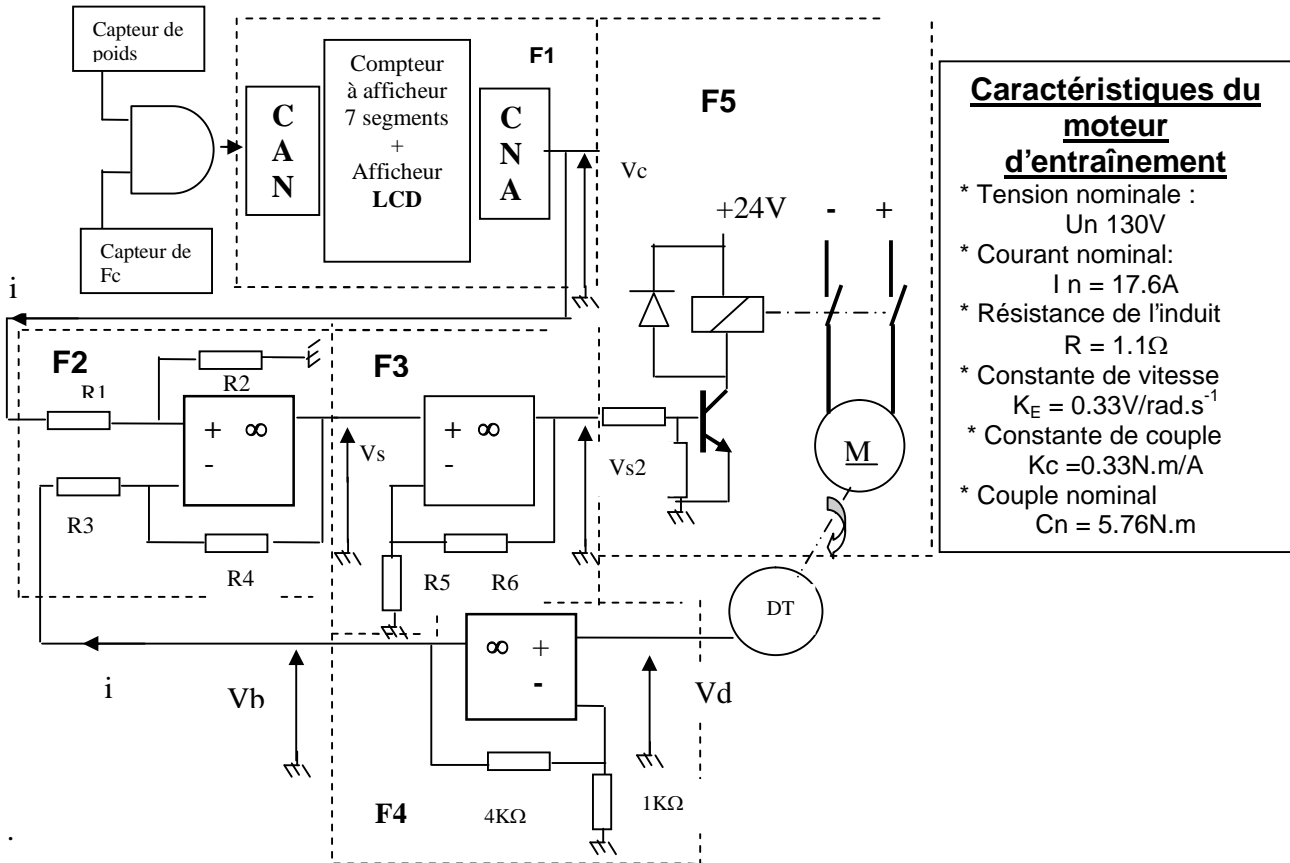 Capteur de
poids
F1
Compteur
à afficheur
7 segments
+
Afficheur
LCD
C
A
N
C
N
A
Vc
F5
+24V
-
+
Capteur de
Fc
i
F2
R1
R2
+ ∞
-
R3
R4
Vs
F3
+ ∞
-
R5
R6
Vs2
M
DT
∞ +
-
Vd
Vb
i
F4
4KΩ
1KΩ
.
Caractéristiques du
moteur
d'entraînement
* Tension nominale :
Un 130V
* Courant nominal:
I n = 17.6A
* Résistance de l'induit
R = 1.1Ω
* Constante de vitesse
KE = 0.33V/rad.s-1
* Constante de couple
Kc =0.33N.m/A
* Couple nominal
Cn = 5.76N.m